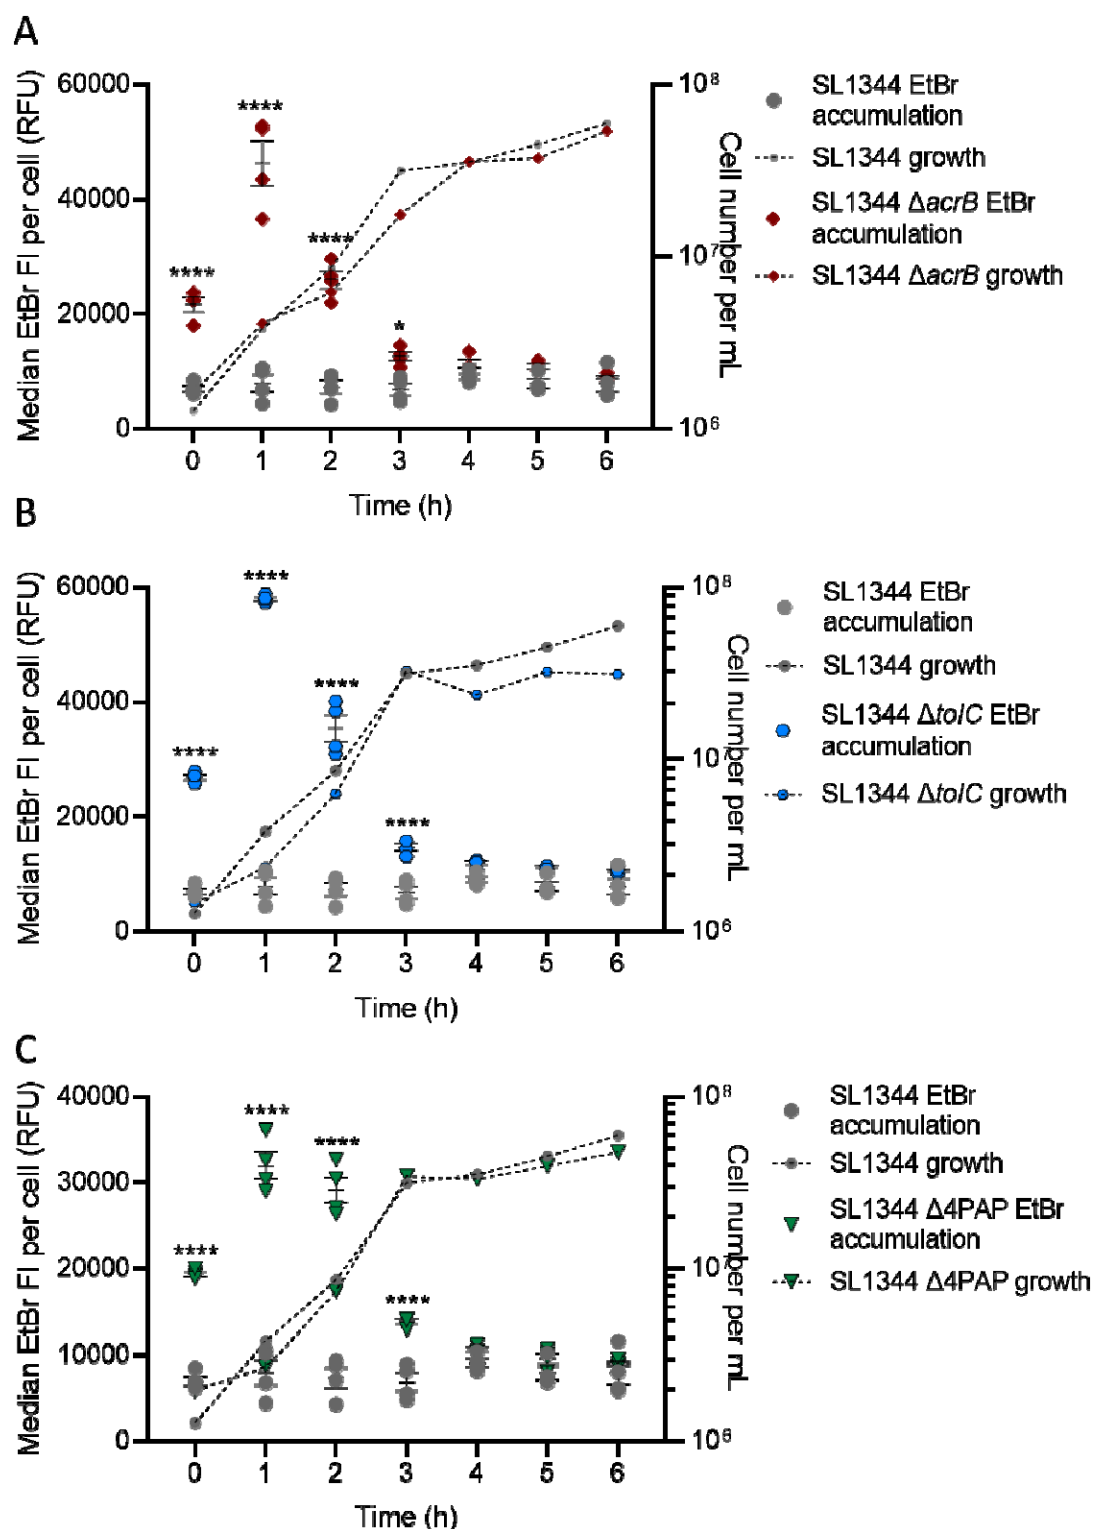 A
Median EtBr FI per cell (RFU)
60000
40000
20000
0
****
****
****
*
10⁸
10⁷
10⁶
Cell number per mL
0 1 2 3 4 5 6
Time (h)
SL1344 EtBr
accumulation
SL1344 growth
SL1344 ΔacrB EtBr
accumulation
SL1344 ΔacrB growth
B
Median EtBr FI per cell (RFU)
60000
40000
20000
0
****
****
****
****
10⁸
10⁷
10⁶
Cell number per mL
0 1 2 3 4 5 6
Time (h)
SL1344 EtBr
accumulation
SL1344 growth
SL1344 ΔtolC EtBr
accumulation
SL1344 ΔtolC growth
C
Median EtBr FI per cell (RFU)
40000
30000
20000
10000
0
****
****
****
****
10⁸
10⁷
10⁶
Cell number per mL
0 1 2 3 4 5 6
Time (h)
SL1344 EtBr
accumulation
SL1344 growth
SL1344 Δ4PAP EtBr
accumulation
SL1344 Δ4PAP growth